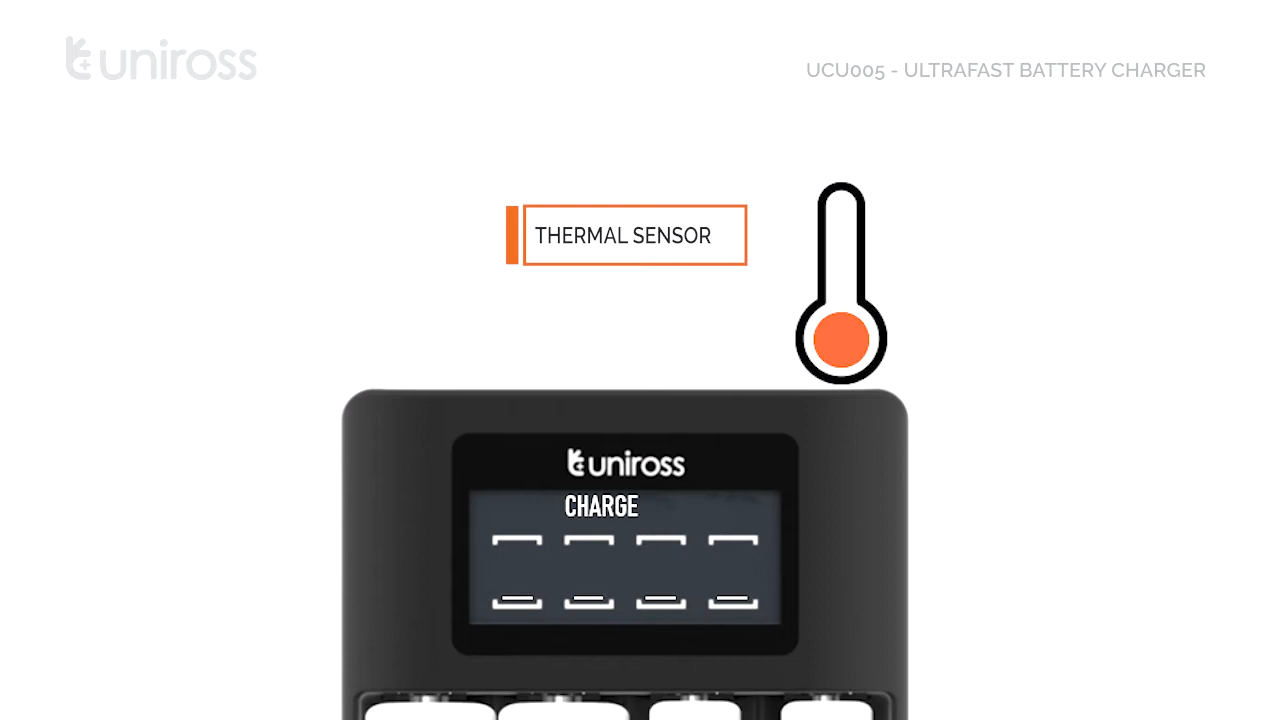 uniross
UCU005 - ULTRAFAST BATTERY CHARGER
THERMAL SENSOR
uniross
CHARGE